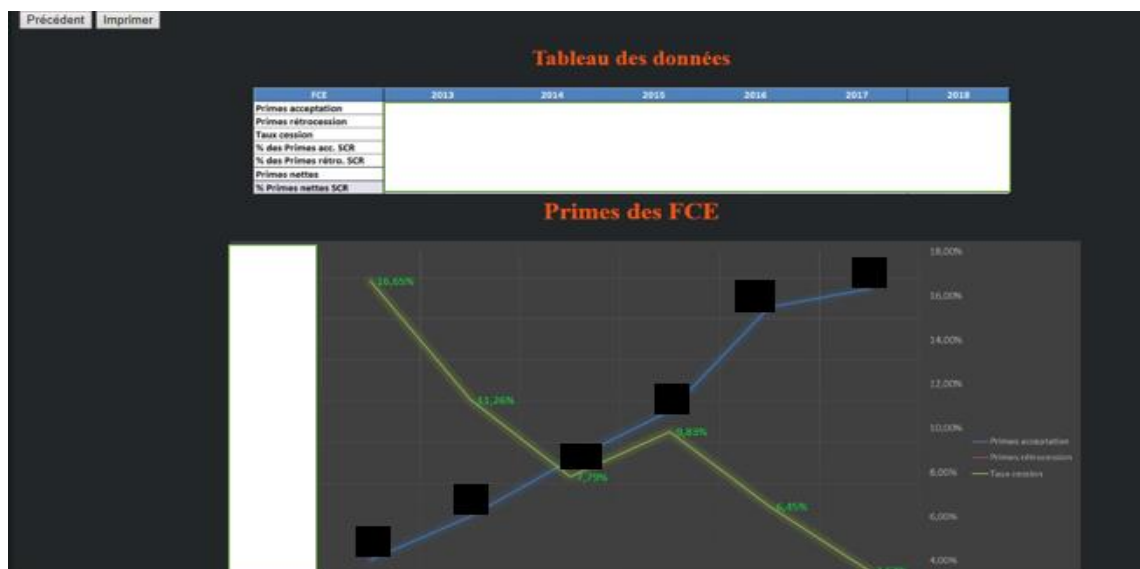 Précédent Imprimer
Tableau des données
FCE 2013 2014 2015 2016 2017 2018
Primes acceptation
Primes rétrocession
Taux cession
% des Primes acc. SCR
% des Primes rétro. SCR
Primes nettes
% Primes nettes SCR
Primes des FCE
18,00%
16,65%
16,00%
14,00%
12,00%
11,26%
10,00%
9,83%
Primes acceptation
Primes rétrocession
8,00%
Taux cession
7,79%
6,45%
6,00%
4,00%